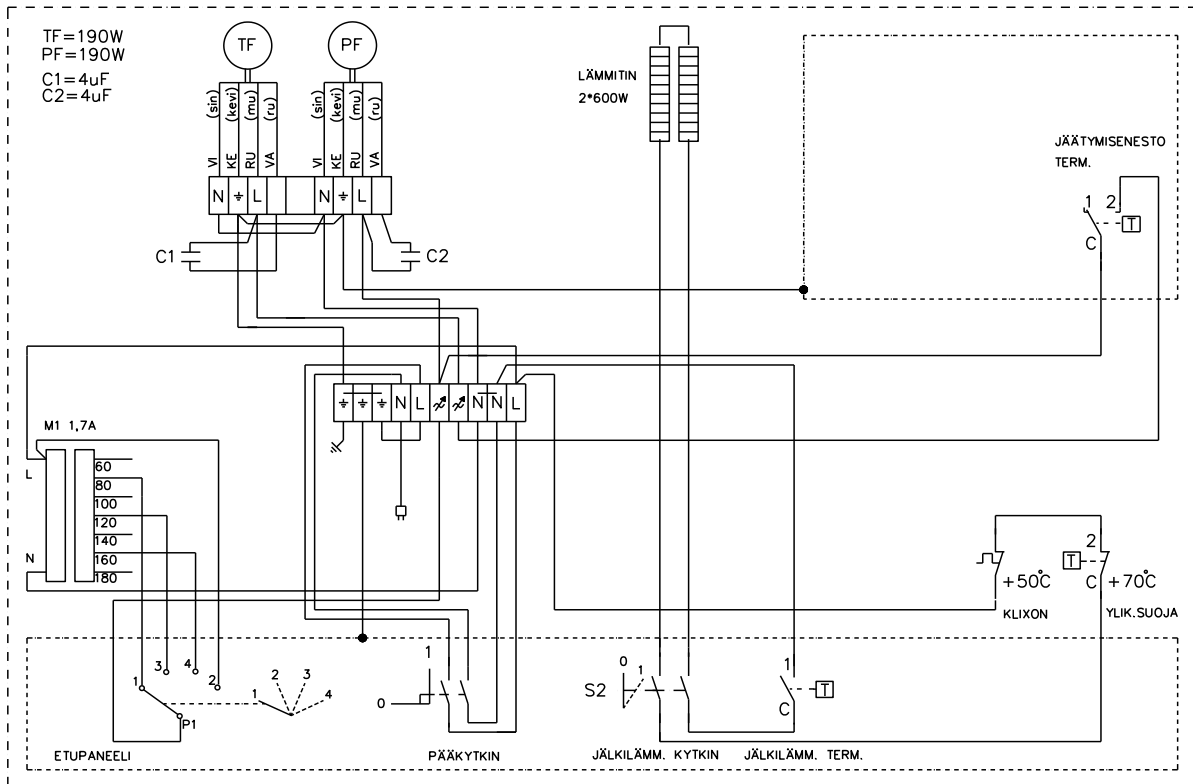 TF=190W
PF=190W
C1=4uF
C2=4uF
TF
PF
(sin) (kevi) (mu) (ru)
(sin) (kevi) (mu) (ru)
VI KE RU VA
VI KE RU VA
N L N L
C1
C2
LÄMMITIN
2*600W
JÄÄTYMISENESTO
TERM.
1 2
T
C
N L N N L
M1 1,7A
L
N
60
80
100
120
140
160
180
2
T
+50°C
C +70°C
KLIXON
YLIK.SUOJA
1 3 4 2
P1
1 2 3 4
1
0
S2
0 1
1
T
C
ETUPANEELI
PÄÄKYTKIN
JÄLKILÄMM. KYTKIN
JÄLKILÄMM. TERM.